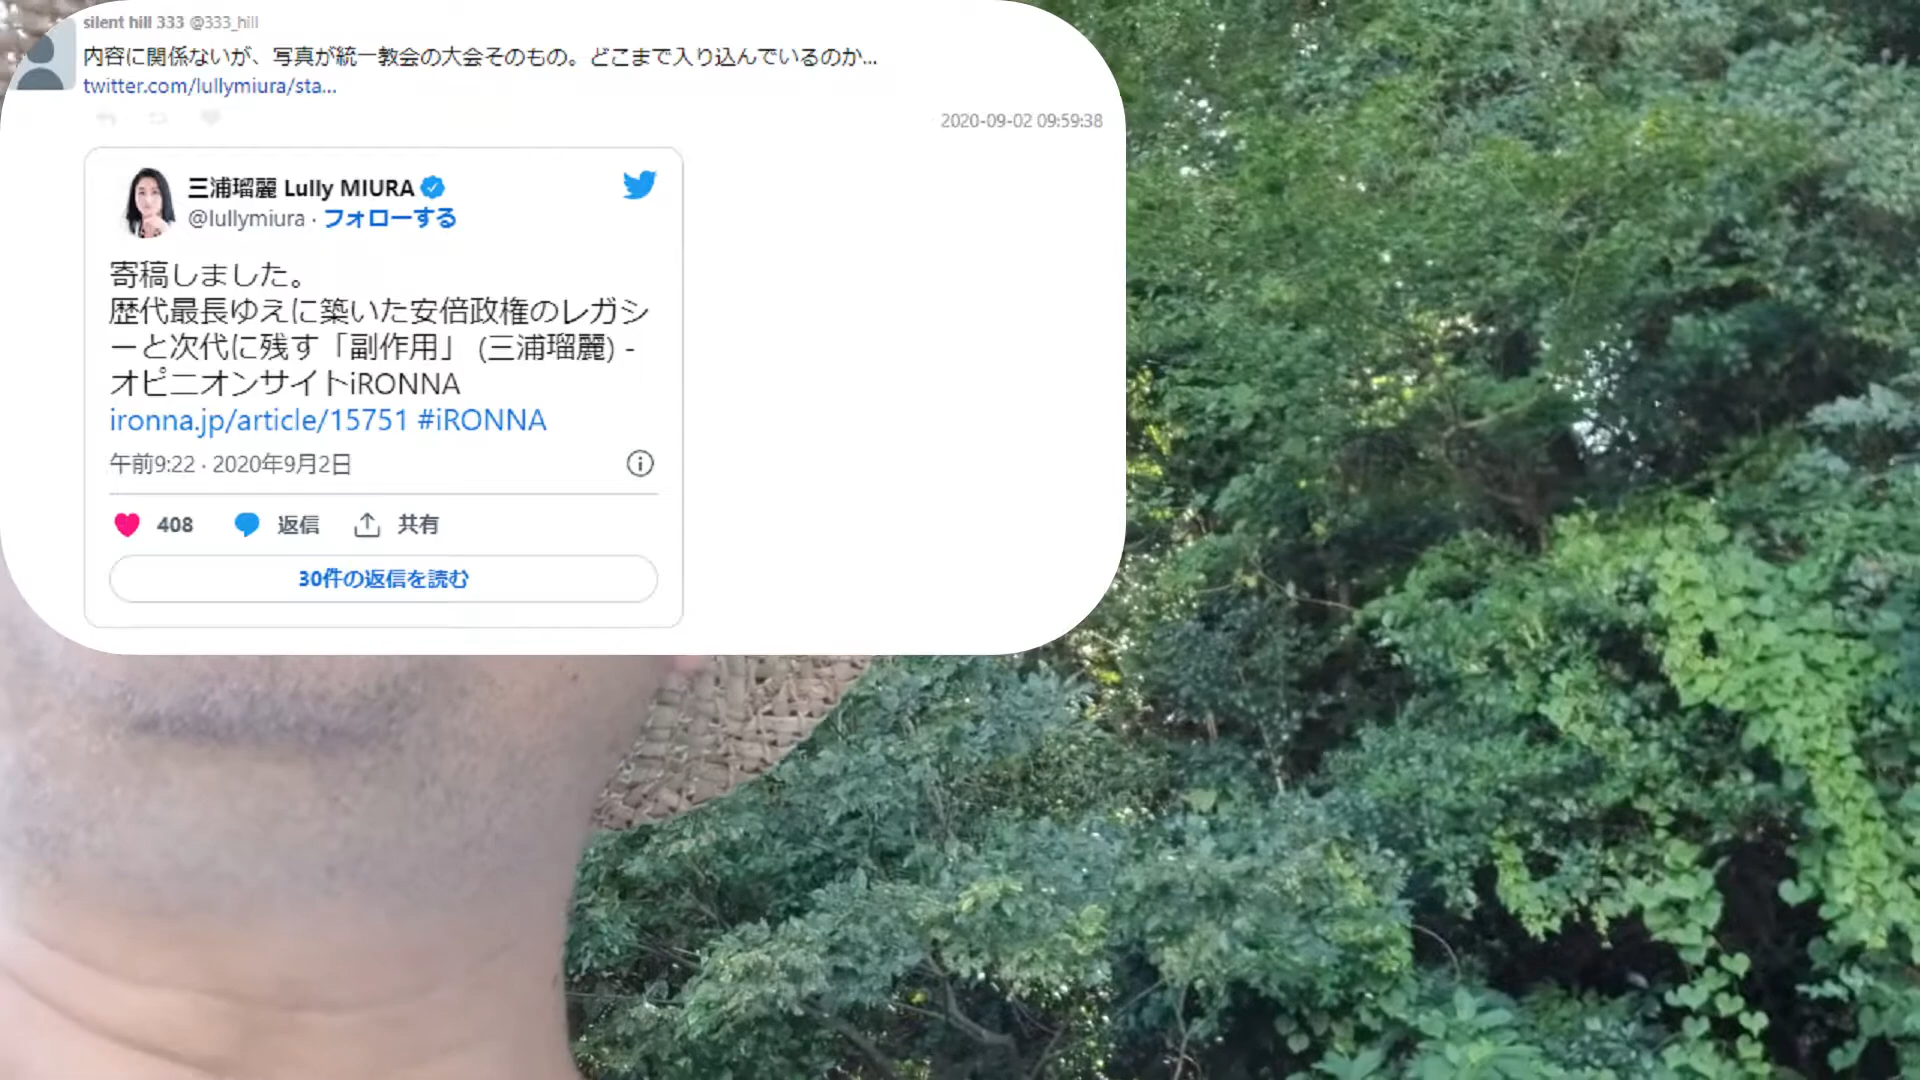 silent hill 333 @333_hill
内容に関係ないが、写真が統一教会の大会そのもの。どこまで入り込んでいるのか...
twitter.com/lullymiura/sta...
2020-09-02 09:59:38
三浦瑠麗 Lully MIURA
@lullymiura · フォローする
寄稿しました。
歴代最長ゆえに築いた安倍政権のレガシ
ーと次代に残す「副作用」 (三浦瑠麗) -
オピニオンサイトiRONNA
ironna.jp/article/15751 #iRONNA
午前9:22 · 2020年9月2日
408 返信 共有
30件の返信を読む